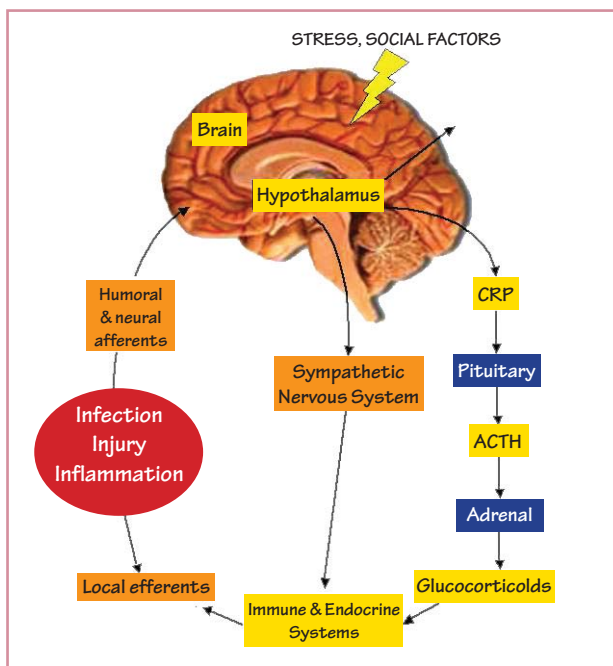 STRESS, SOCIAL FACTORS
Brain
Hypothalamus
Humoral
& neural
afferents
CRP
Sympathetic
Nervous System
Pituitary
Infection
Injury
Inflammation
ACTH
Adrenal
Local efferents
Immune & Endocrine
Systems
Glucocorticolds